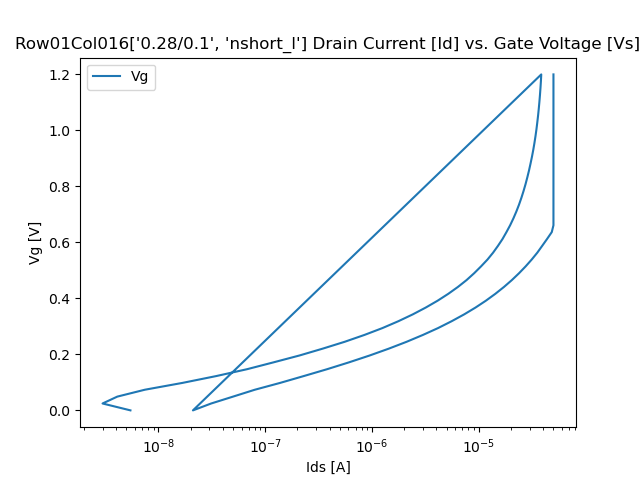 Row01Col016['0.28/0.1', 'nshort_l'] Drain Current [Id] vs. Gate Voltage [Vs]
Vg
1.2
1.0
0.8
0.6
0.4
0.2
0.0
Vg [V]
10⁻⁸ 10⁻⁷ 10⁻⁶ 10⁻⁵
Ids [A]